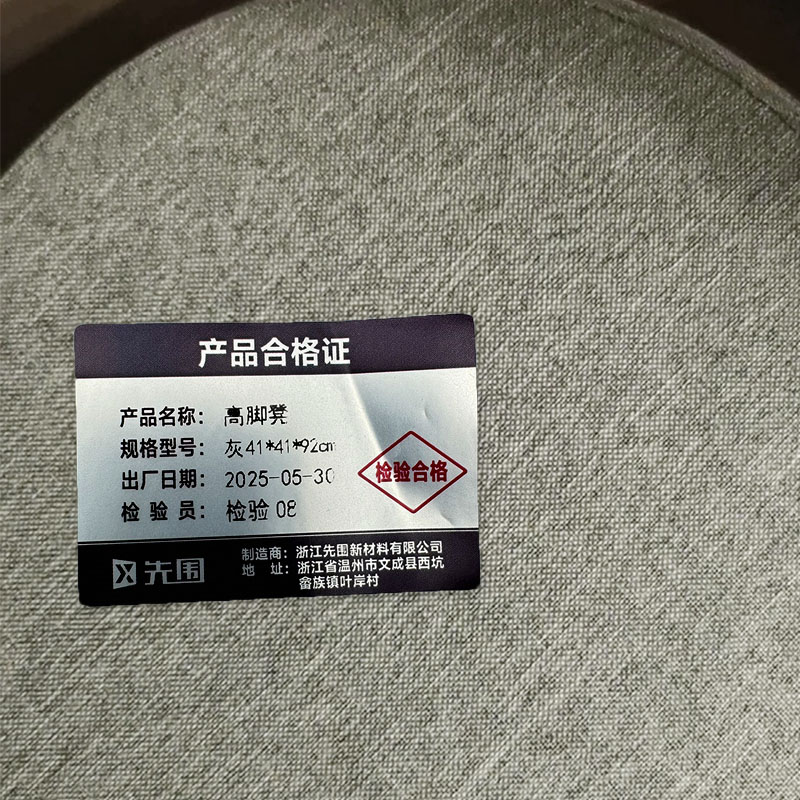 产品合格证
产品名称： 高脚凳
规格型号： 灰41*41*92cm
出厂日期： 2025-05-30
检 验 员： 检验 08
检验合格
先围
制造商：浙江先围新材料有限公司
地 址：浙江省温州市文成县西坑
畲族镇叶岸村